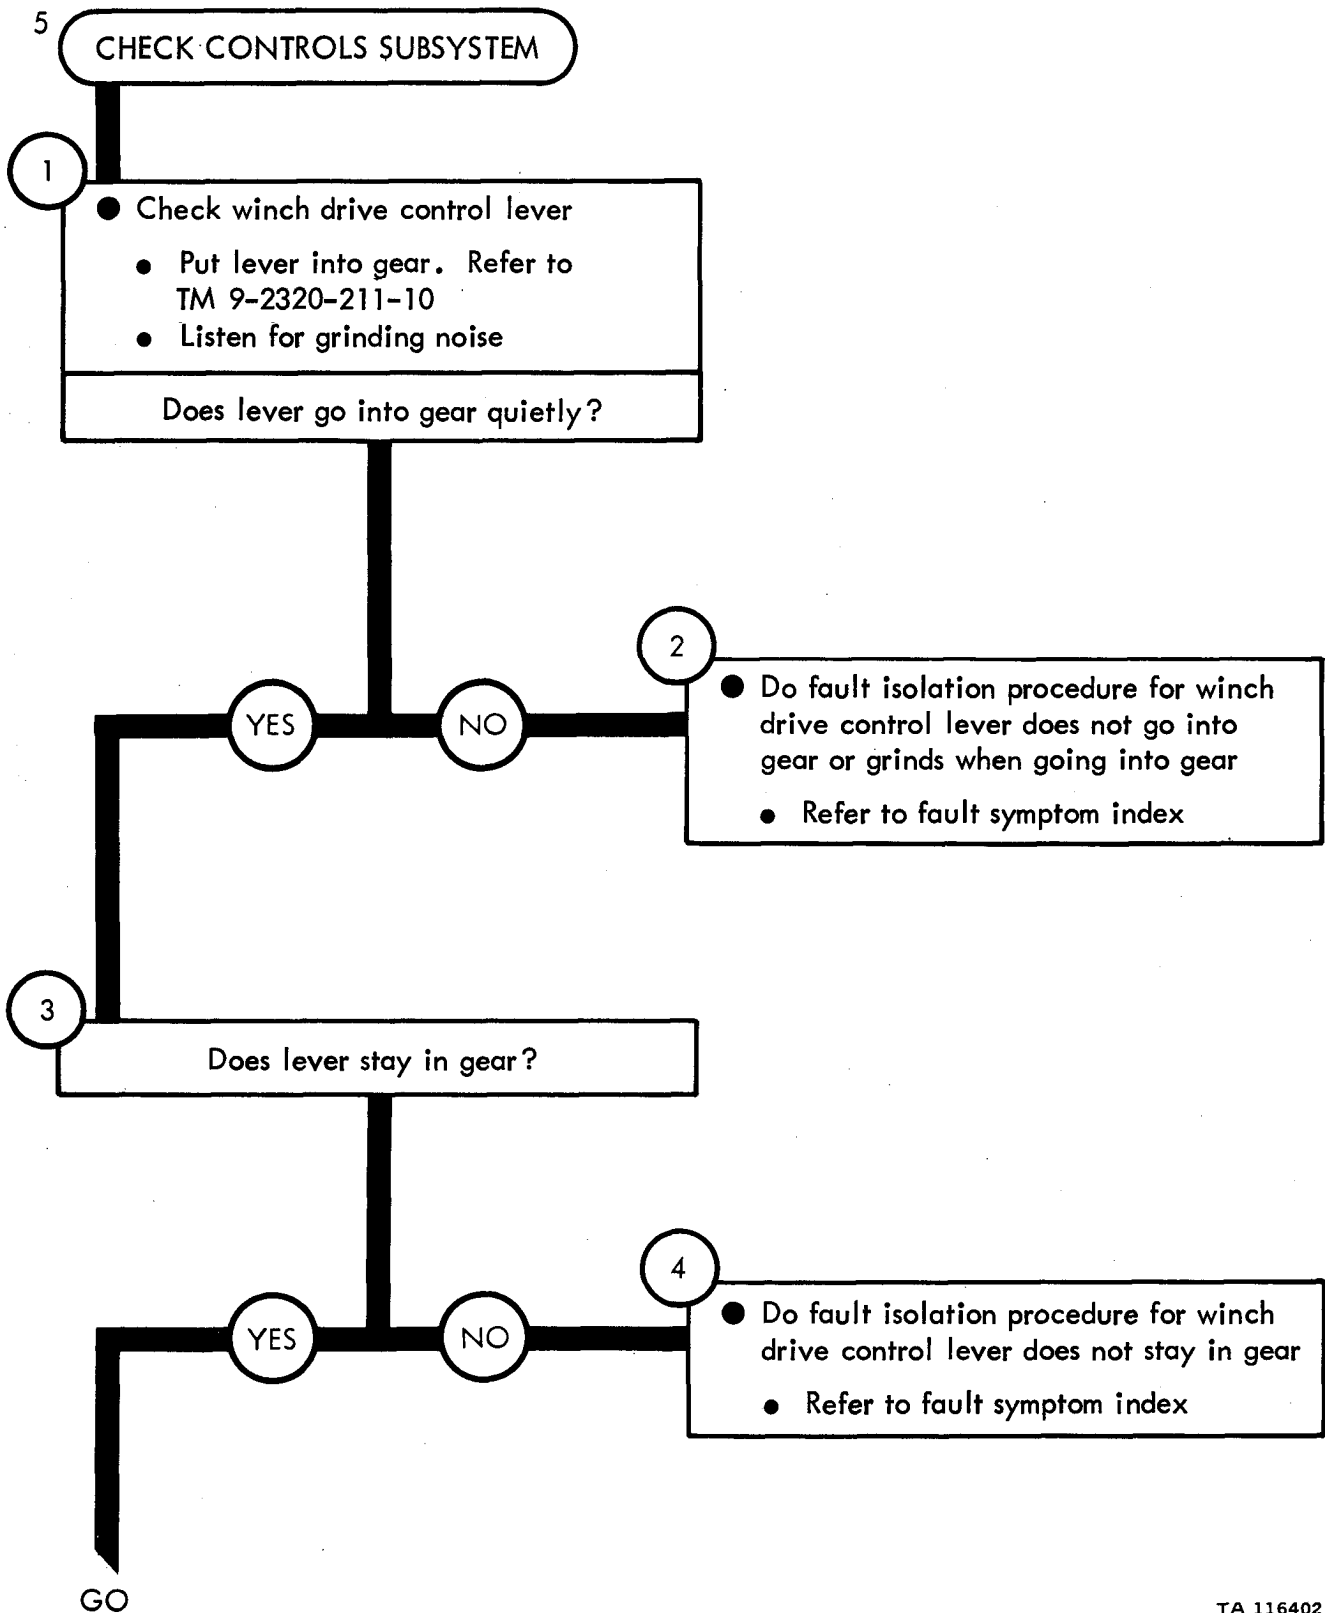 5
CHECK CONTROLS SUBSYSTEM
1
● Check winch drive control lever
● Put lever into gear. Refer to
TM 9-2320-211-10
● Listen for grinding noise
Does lever go into gear quietly?
2
● Do fault isolation procedure for winch
drive control lever does not go into
gear or grinds when going into gear
● Refer to fault symptom index
YES
NO
3
Does lever stay in gear?
4
● Do fault isolation procedure for winch
drive control lever does not stay in gear
● Refer to fault symptom index
YES
NO
GO
TA 116402